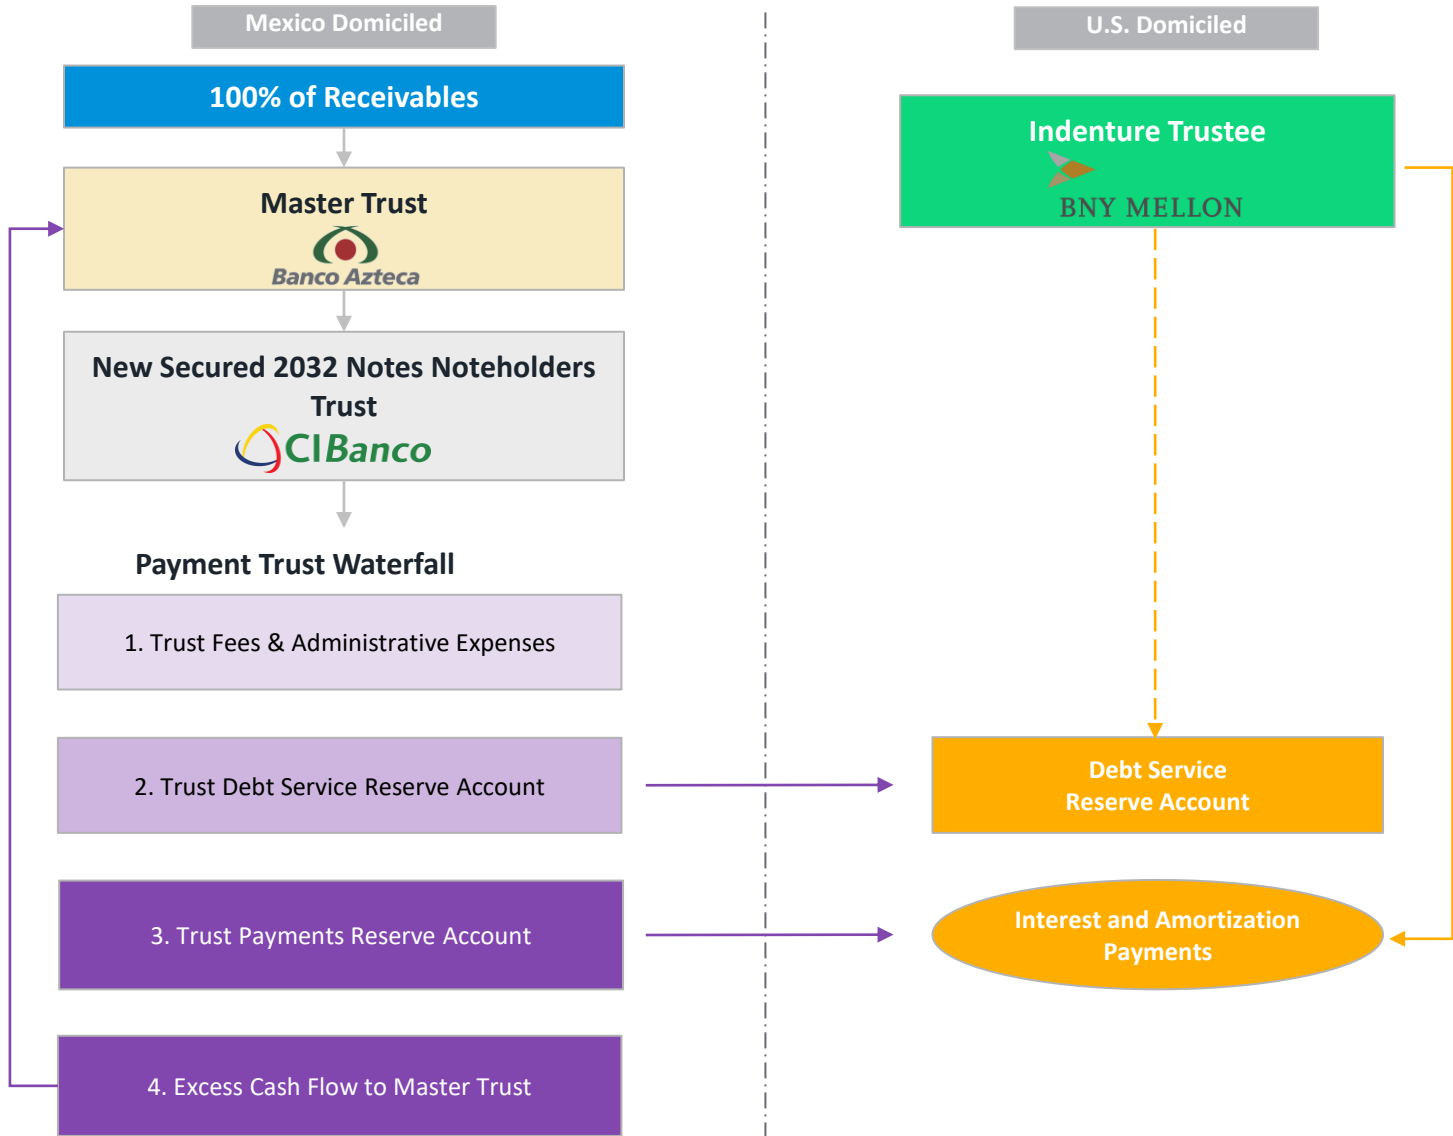 Mexico Domiciled
100% of Receivables
Master Trust
Banco Azteca
New Secured 2032 Notes Noteholders
Trust
CIBanco
Payment Trust Waterfall
1. Trust Fees & Administrative Expenses
2. Trust Debt Service Reserve Account
3. Trust Payments Reserve Account
4. Excess Cash Flow to Master Trust
U.S. Domiciled
Indenture Trustee
BNY MELLON
Debt Service
Reserve Account
Interest and Amortization
Payments